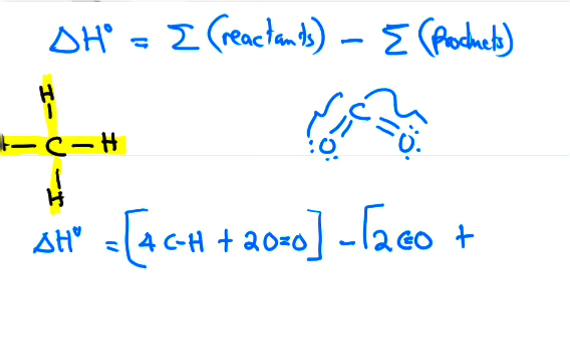 ΔH° = Σ (reactants) – Σ (Products)
H
– C – H
H
C
:O O:
ΔH° = [4 C-H + 2 O=O] – [2 C=O +